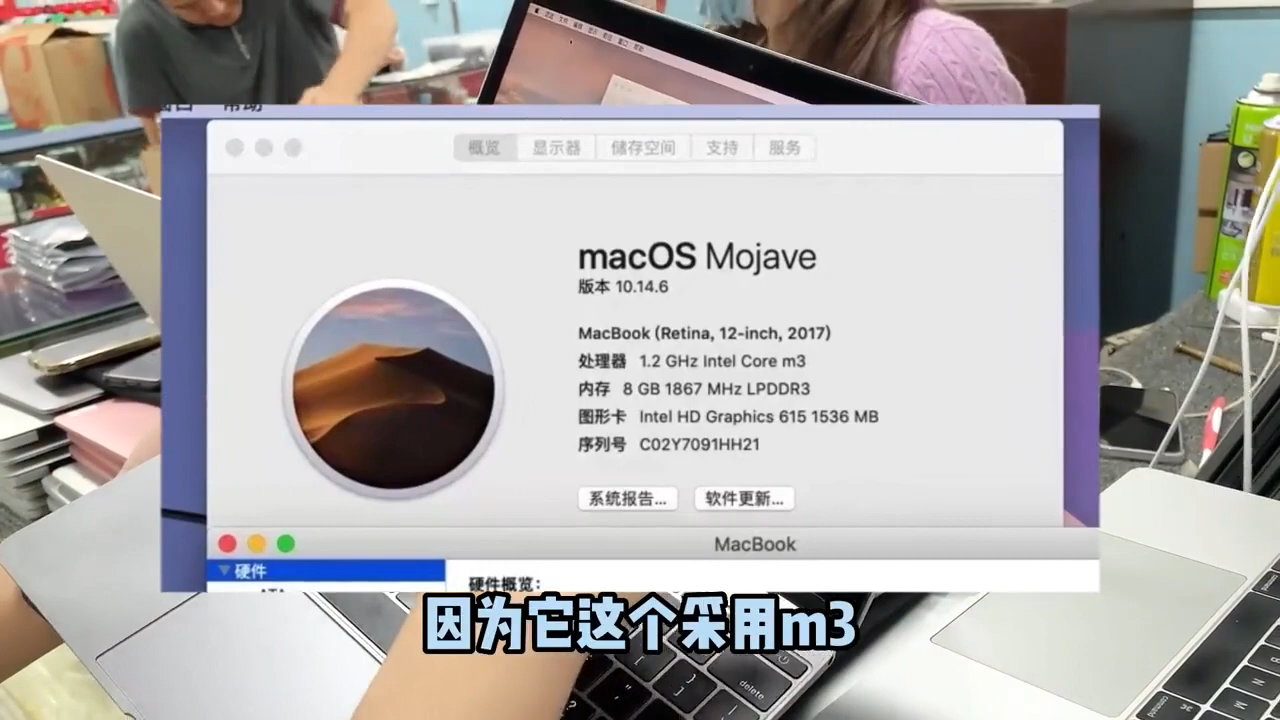 帮助
概览 显示器 储存空间 支持 服务
macOS Mojave
版本 10.14.6
MacBook (Retina, 12-inch, 2017)
处理器 1.2 GHz Intel Core m3
内存 8 GB 1867 MHz LPDDR3
图形卡 Intel HD Graphics 615 1536 MB
序列号 C02Y7091HH21
系统报告... 软件更新...
MacBook
硬件
硬件概览:
因为它这个采用m3
delete
command